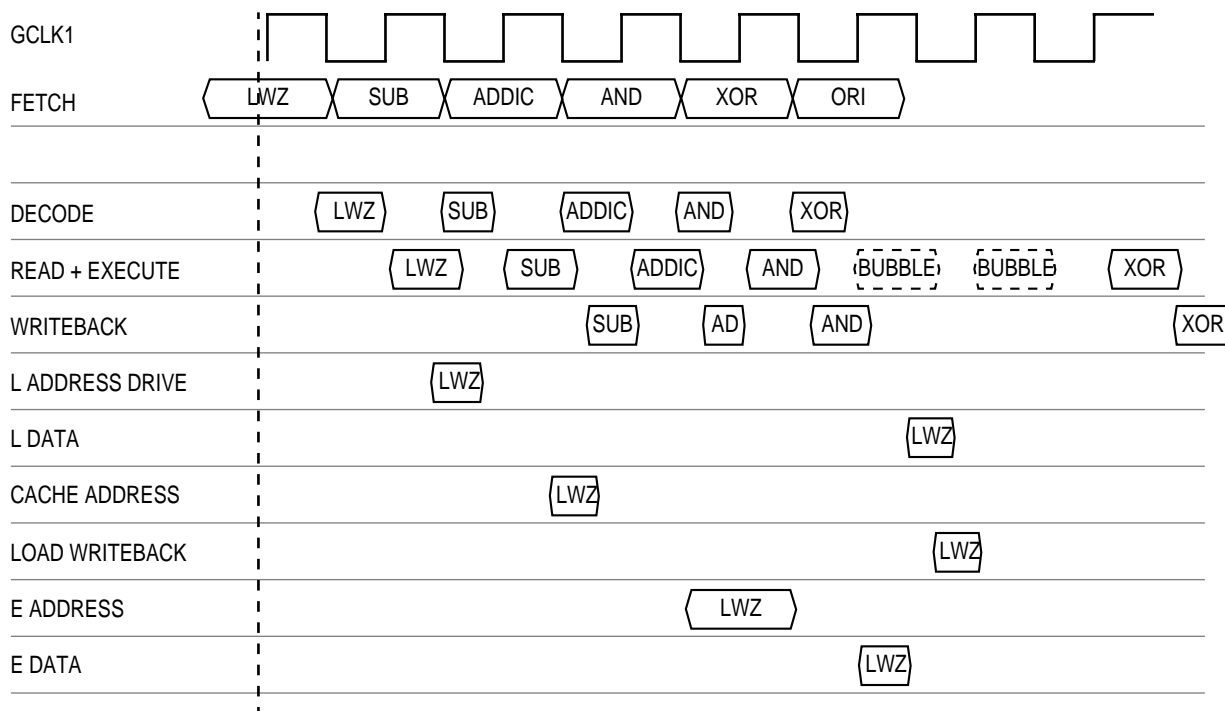 GCLK1
FETCH LWZ SUB ADDIC AND XOR ORI
DECODE LWZ SUB ADDIC AND XOR
READ + EXECUTE LWZ SUB ADDIC AND BUBBLE BUBBLE XOR
WRITEBACK SUB AD AND XOR
L ADDRESS DRIVE LWZ
L DATA LWZ
CACHE ADDRESS LWZ
LOAD WRITEBACK LWZ
E ADDRESS LWZ
E DATA LWZ